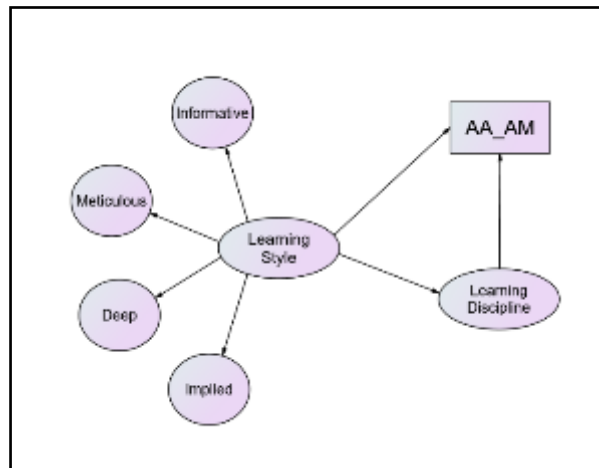 Informative
AA_AM
Meticulous
Learning
Style
Learning
Discipline
Deep
Implied